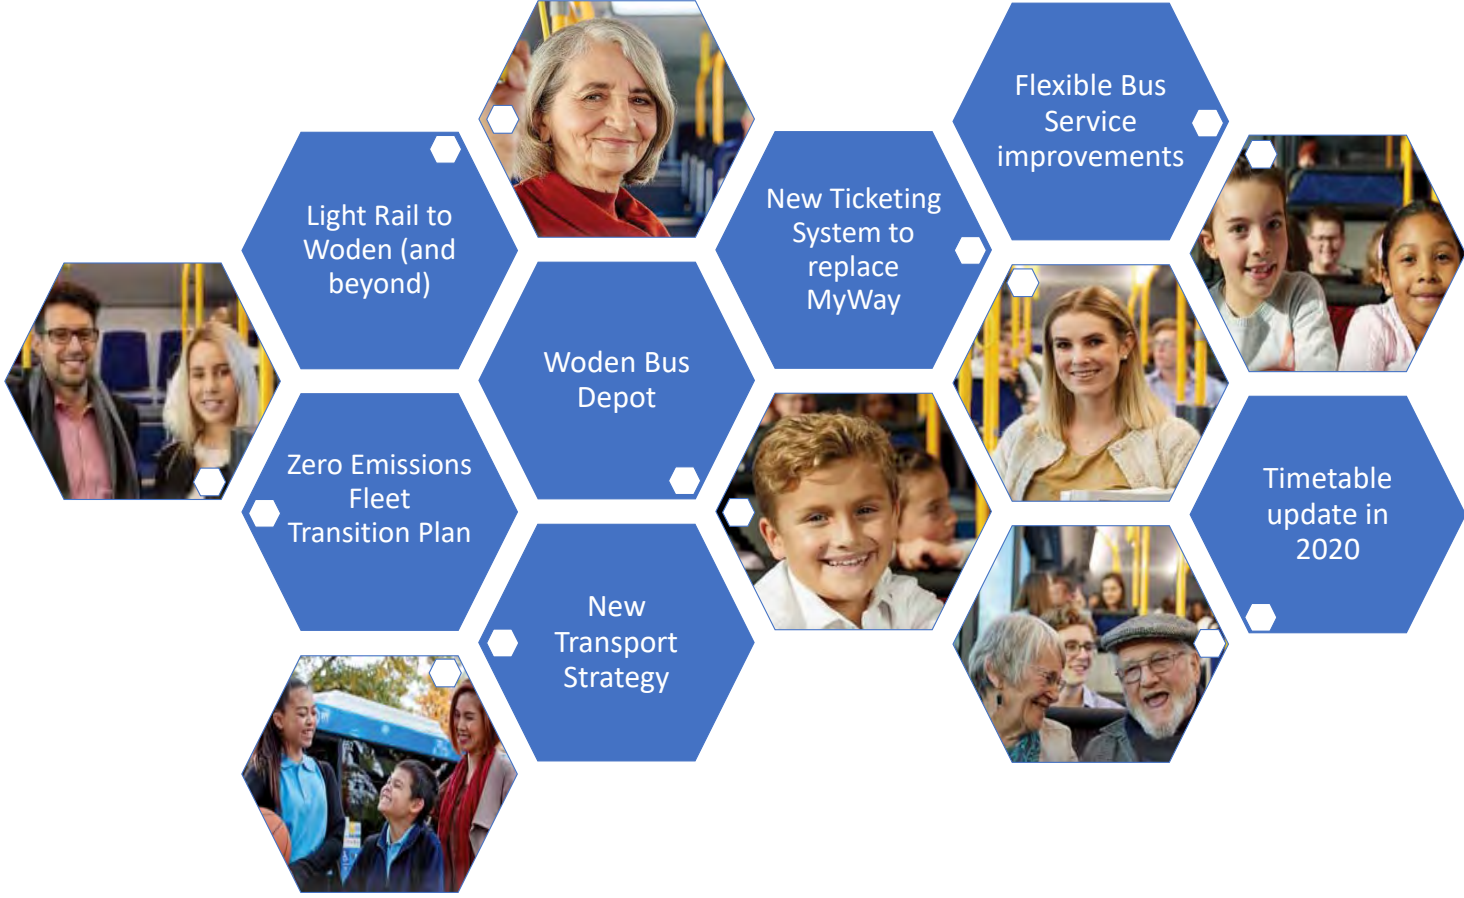 Flexible Bus
Service
improvements
Light Rail to
Woden (and
beyond)
New Ticketing
System to
replace
MyWay
Woden Bus
Depot
Zero Emissions
Fleet
Transition Plan
Timetable
update in
2020
New
Transport
Strategy